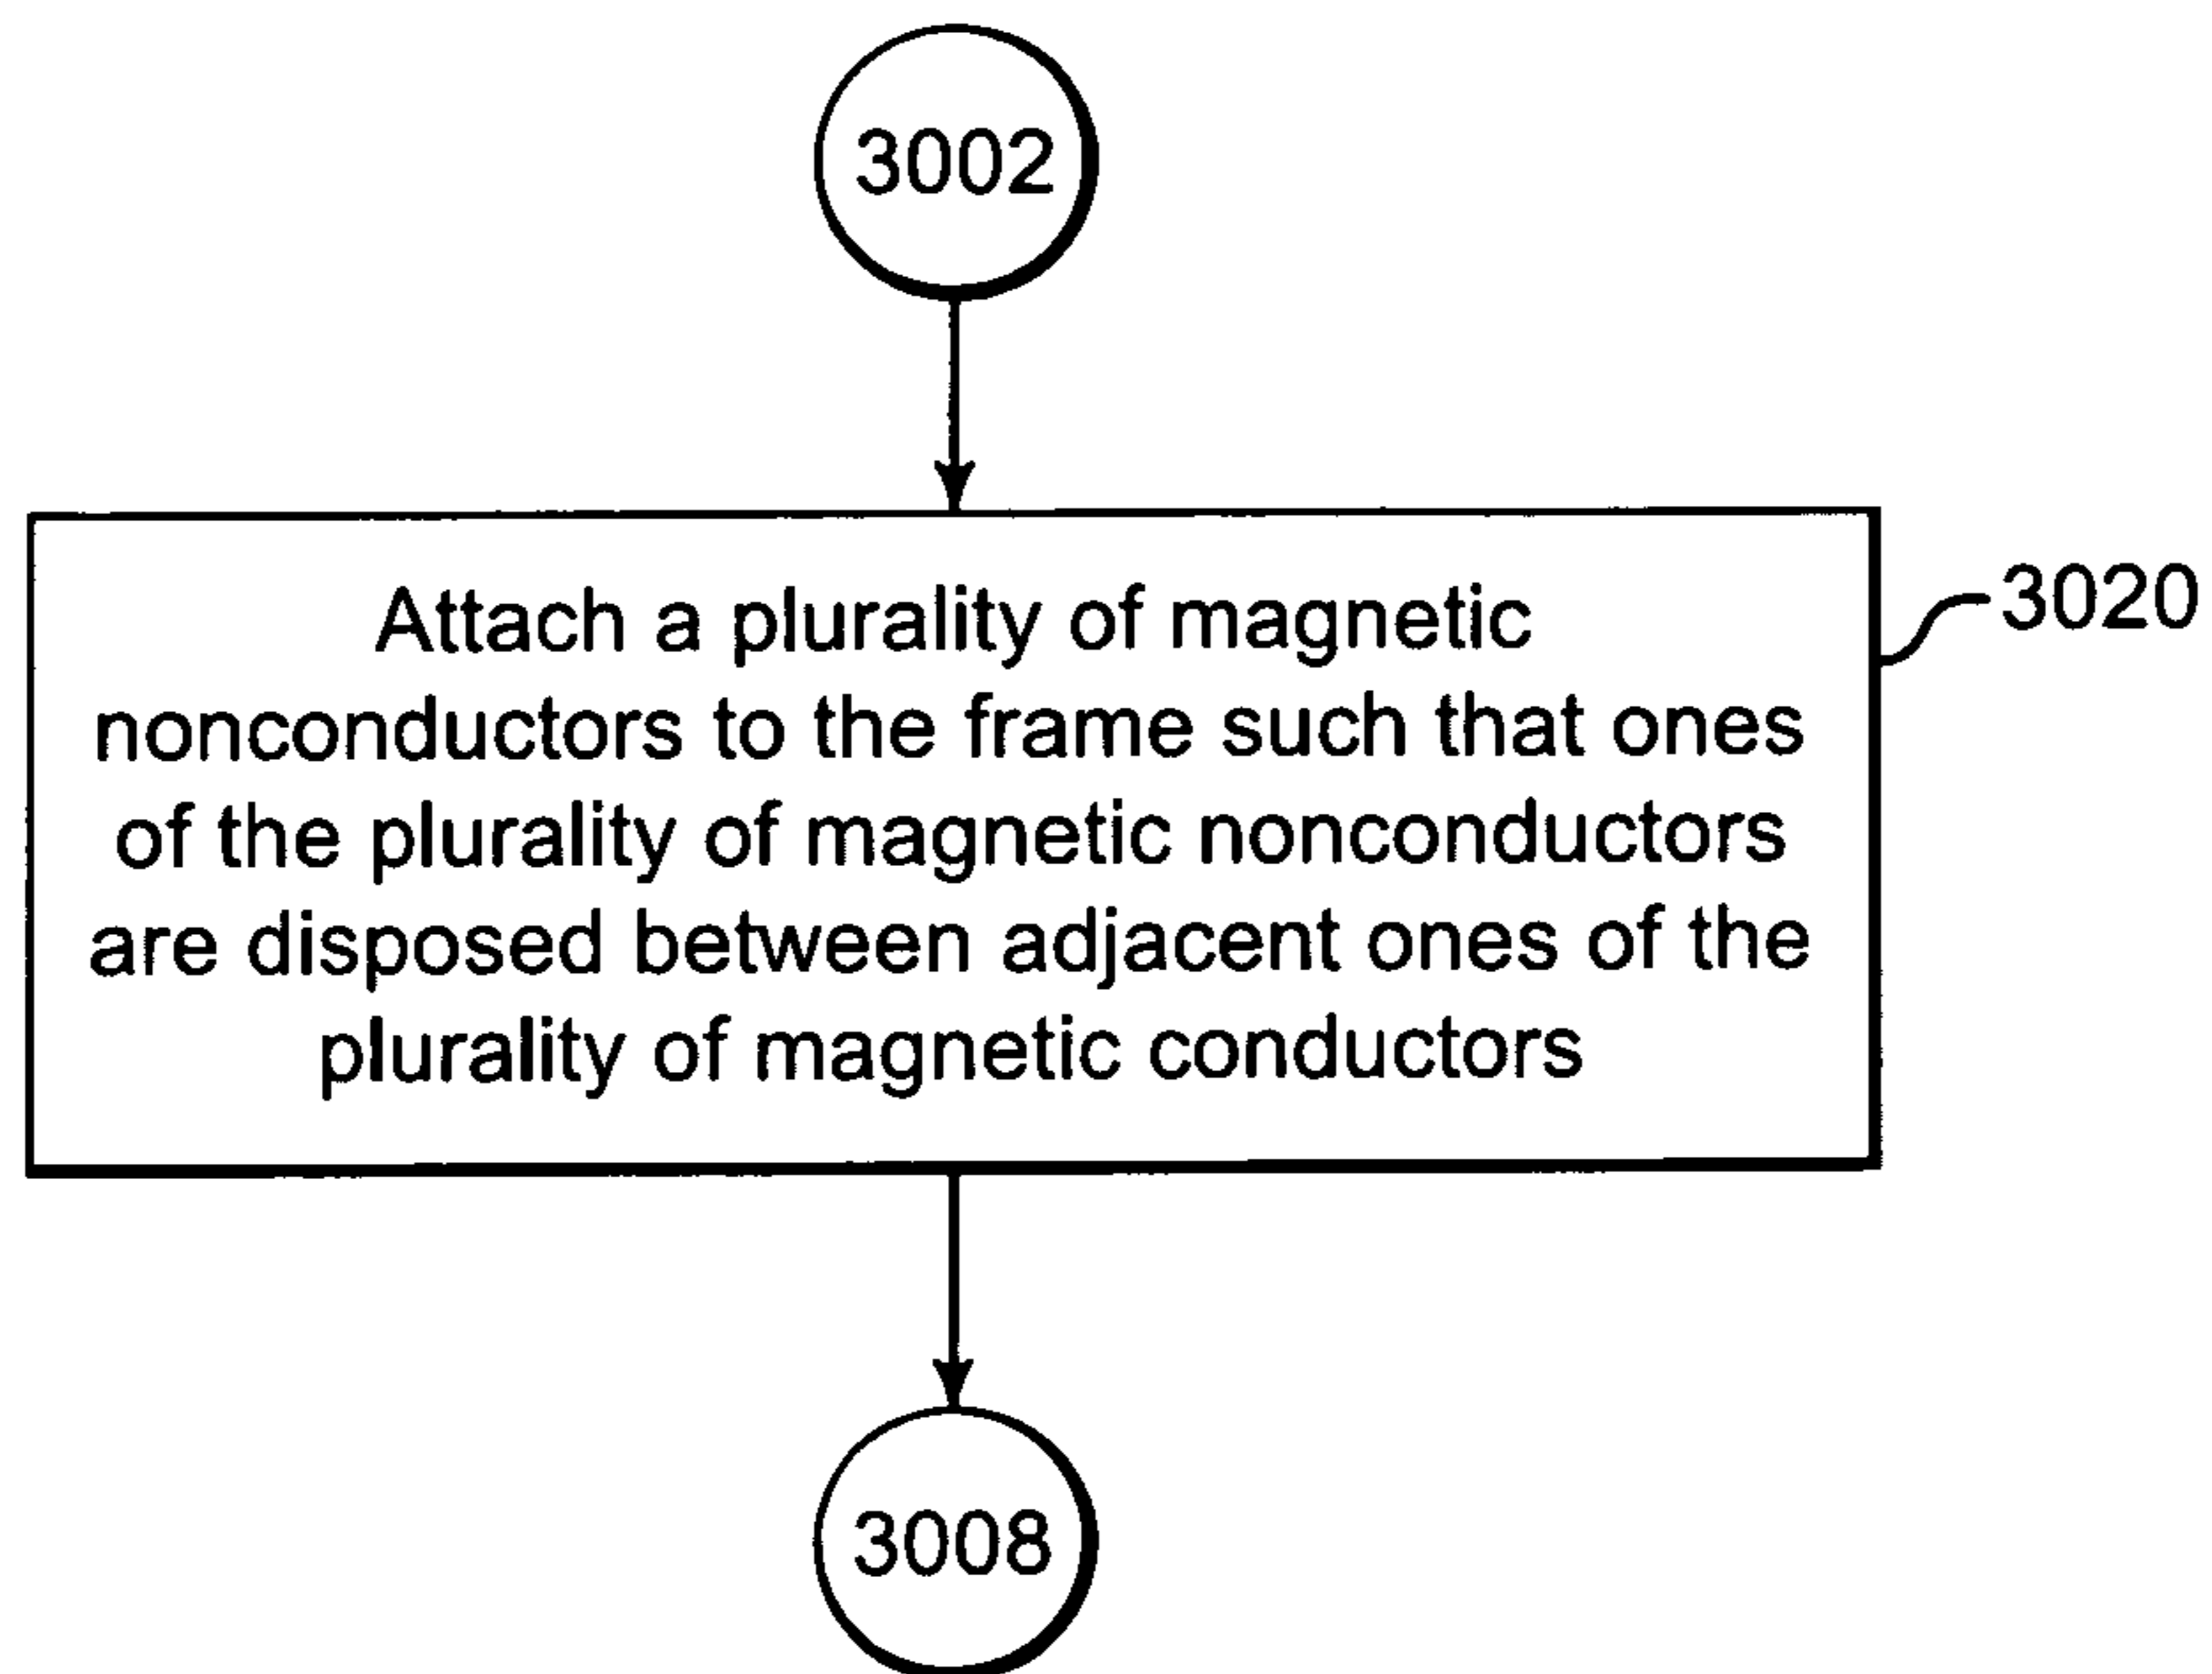 3002
Attach a plurality of magnetic
nonconductors to the frame such that ones
of the plurality of magnetic nonconductors
are disposed between adjacent ones of the
plurality of magnetic conductors
3020
3008